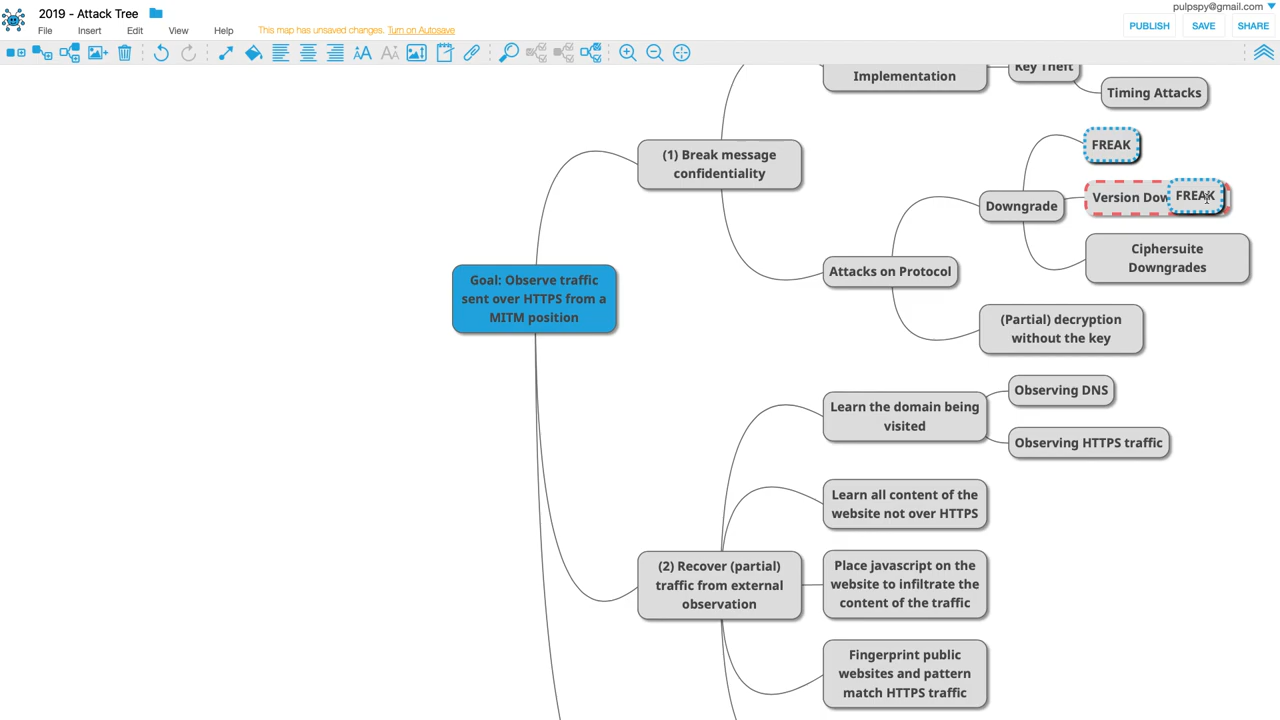 2019 - Attack Tree
pulpspy@gmail.com
File Insert Edit View Help
This map has unsaved changes. Turn on Autosave
PUBLISH SAVE SHARE
Implementation
Key Theft
Timing Attacks
(1) Break message
confidentiality
FREAK
Version Dow
FREAK
Downgrade
Ciphersuite
Downgrades
Attacks on Protocol
Goal: Observe traffic
sent over HTTPS from a
MITM position
(Partial) decryption
without the key
Learn the domain being
visited
Observing DNS
Observing HTTPS traffic
Learn all content of the
website not over HTTPS
(2) Recover (partial)
traffic from external
observation
Place javascript on the
website to infiltrate the
content of the traffic
Fingerprint public
websites and pattern
match HTTPS traffic